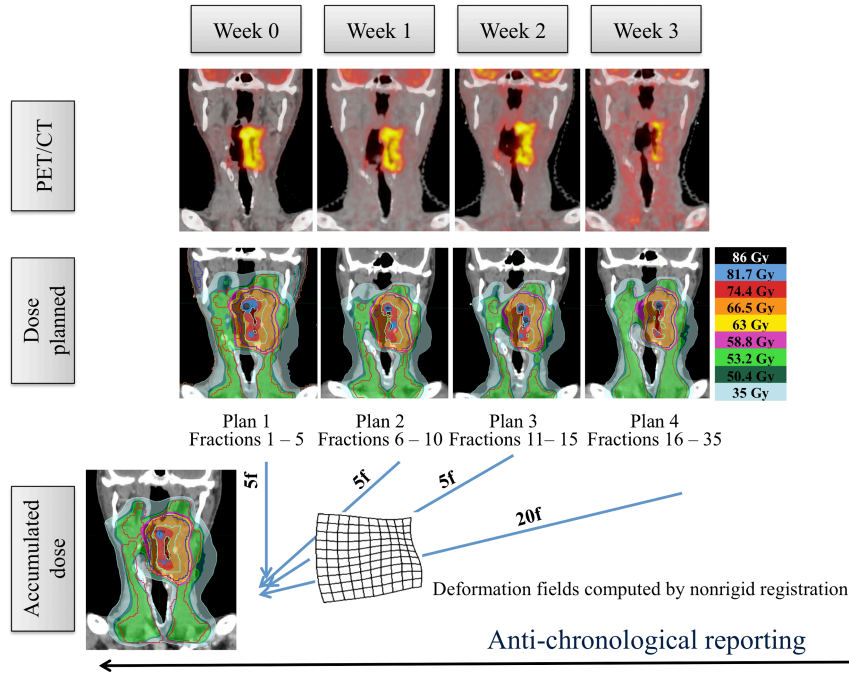 Week 0
Week 1
Week 2
Week 3
PET/CT
Dose
planned
86 Gy
81.7 Gy
74.4 Gy
66.5 Gy
63 Gy
58.8 Gy
53.2 Gy
50.4 Gy
35 Gy
Plan 1
Fractions 1 – 5
Plan 2
Fractions 6 – 10
Plan 3
Fractions 11– 15
Plan 4
Fractions 16 – 35
Accumulated
dose
5f
5f
5f
20f
Deformation fields computed by nonrigid registration
Anti-chronological reporting